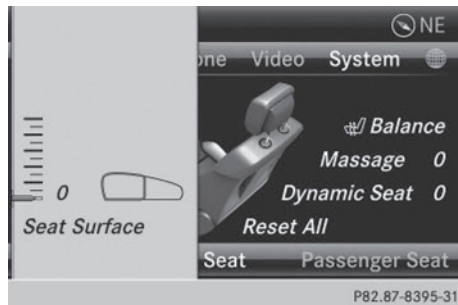 NE
one Video System
Balance
Massage 0
0
Dynamic Seat 0
Seat Surface
Reset All
Seat Passenger Seat
P82.87-8395-31